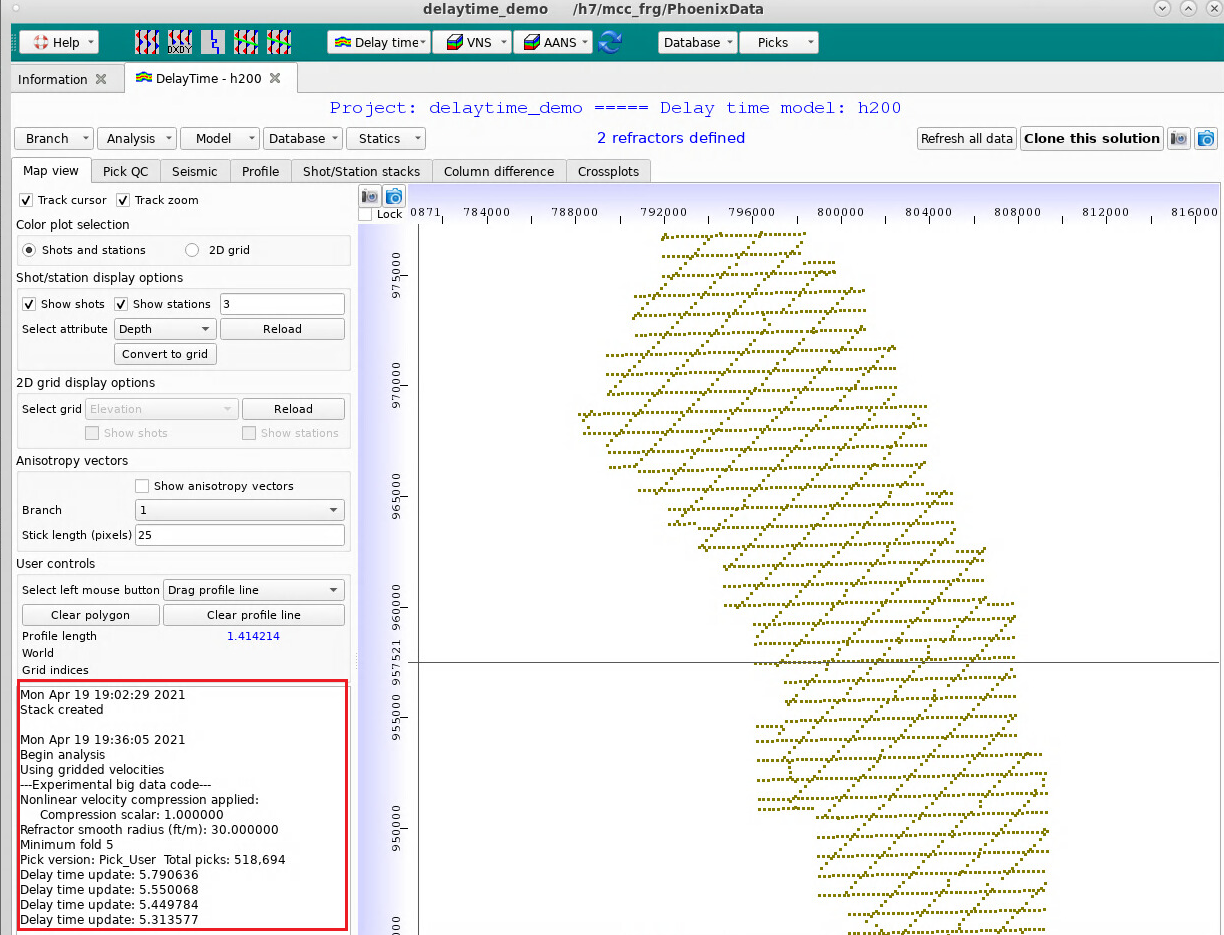 delaytime_demo /h7/mcc_frg/PhoenixData
Help DXDY Delay time VNS AANS Database Picks
Information DelayTime - h200
Project: delaytime_demo ===== Delay time model: h200
Branch Analysis Model Database Statics 2 refractors defined Refresh all data Clone this solution
Map view Pick QC Seismic Profile Shot/Station stacks Column difference Crossplots
Track cursor Track zoom
Lock
0871 784000 788000 792000 796000 800000 804000 808000 812000 816000
Color plot selection
Shots and stations 2D grid
Shot/station display options
Show shots Show stations 3
Select attribute Depth Reload
Convert to grid
2D grid display options
Select grid Elevation Reload
Show shots Show stations
Anisotropy vectors
Show anisotropy vectors
Branch 1
Stick length (pixels) 25
User controls
Select left mouse button Drag profile line
Clear polygon Clear profile line
Profile length 1.414214
World
Grid indices
Mon Apr 19 19:02:29 2021
Stack created
Mon Apr 19 19:36:05 2021
Begin analysis
Using gridded velocities
---Experimental big data code---
Nonlinear velocity compression applied:
Compression scalar: 1.000000
Refractor smooth radius (ft/m): 30.000000
Minimum fold 5
Pick version: Pick_User Total picks: 518,694
Delay time update: 5.790636
Delay time update: 5.550068
Delay time update: 5.449784
Delay time update: 5.313577
975000
970000
965000
960000
957521
955000
950000